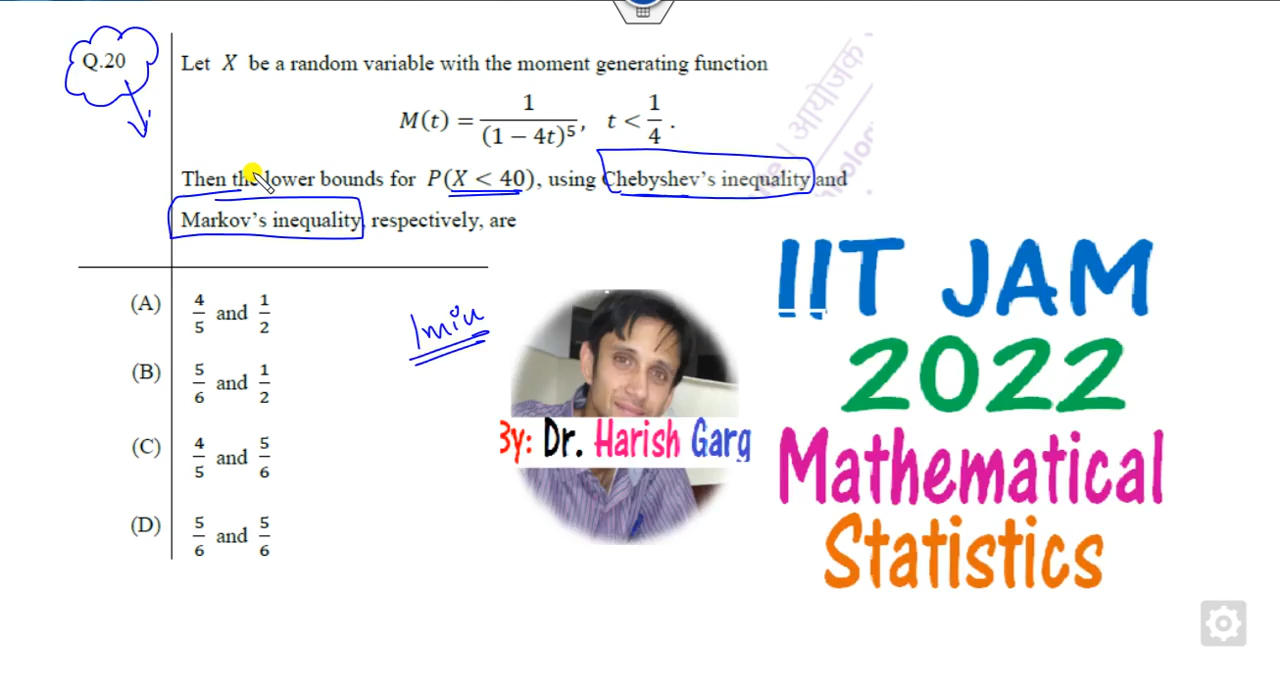 Q.20
Let X be a random variable with the moment generating function
M(t) = 1/(1 − 4t)⁵, t < 1/4 .
Then the lower bounds for P(X < 40), using Chebyshev's inequality and
Markov's inequality, respectively, are
(A) 4/5 and 1/2
(B) 5/6 and 1/2
(C) 4/5 and 5/6
(D) 5/6 and 5/6
1min
By: Dr. Harish Garg
IIT JAM
2022
Mathematical
Statistics
आयोजक